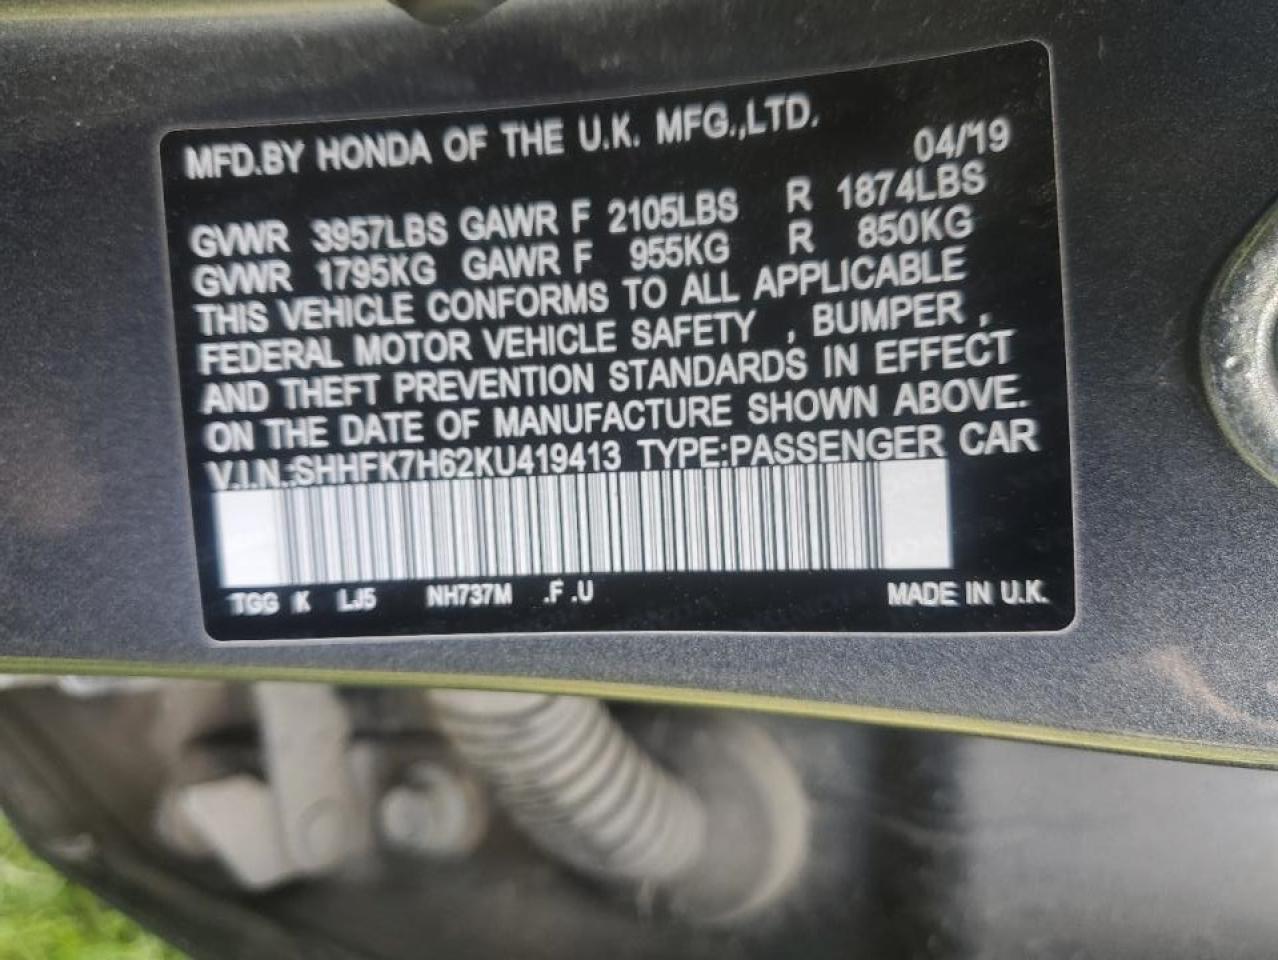 MFD.BY HONDA OF THE U.K. MFG.,LTD. 04/19
GVWR 3957LBS GAWR F 2105LBS R 1874LBS
GVWR 1795KG GAWR F 955KG R 850KG
THIS VEHICLE CONFORMS TO ALL APPLICABLE
FEDERAL MOTOR VEHICLE SAFETY , BUMPER ,
AND THEFT PREVENTION STANDARDS IN EFFECT
ON THE DATE OF MANUFACTURE SHOWN ABOVE.
V.I.N.:SHHFK7H62KU419413 TYPE:PASSENGER CAR
TGG K LJ5 NH737M .F .U MADE IN U.K.